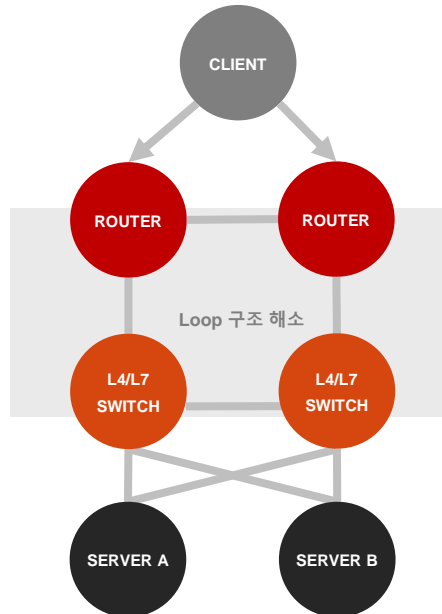 CLIENT
ROUTER
ROUTER
Loop 구조 해소
L4/L7
SWITCH
L4/L7
SWITCH
SERVER A
SERVER B